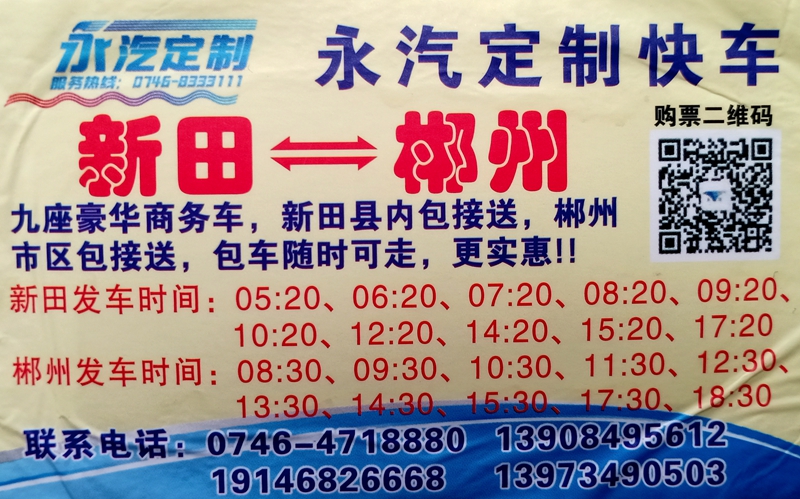 永汽定制
服务热线：0746-8333111
永汽定制快车
购票二维码
新田⇌郴州
九座豪华商务车，新田县内包接送，郴州
市区包接送，包车随时可走，更实惠!!
新田发车时间：05:20、06:20、07:20、08:20、09:20、
10:20、12:20、14:20、15:20、17:20
郴州发车时间：08:30、09:30、10:30、11:30、12:30、
13:30、14:30、15:30、17:30、18:30
联系电话：0746-4718880 13908495612
19146826668 13973490503